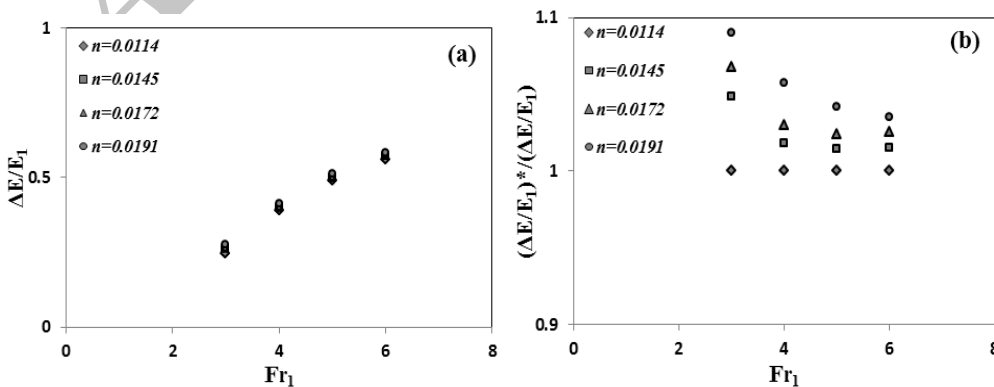 1
0.5
0
ΔE/E1
n=0.0114
n=0.0145
n=0.0172
n=0.0191
(a)
0 2 4 6 8
Fr1
1.1
1
0.9
(ΔE/E1)*/(ΔE/E1)
n=0.0114
n=0.0145
n=0.0172
n=0.0191
(b)
0 2 4 6 8
Fr1